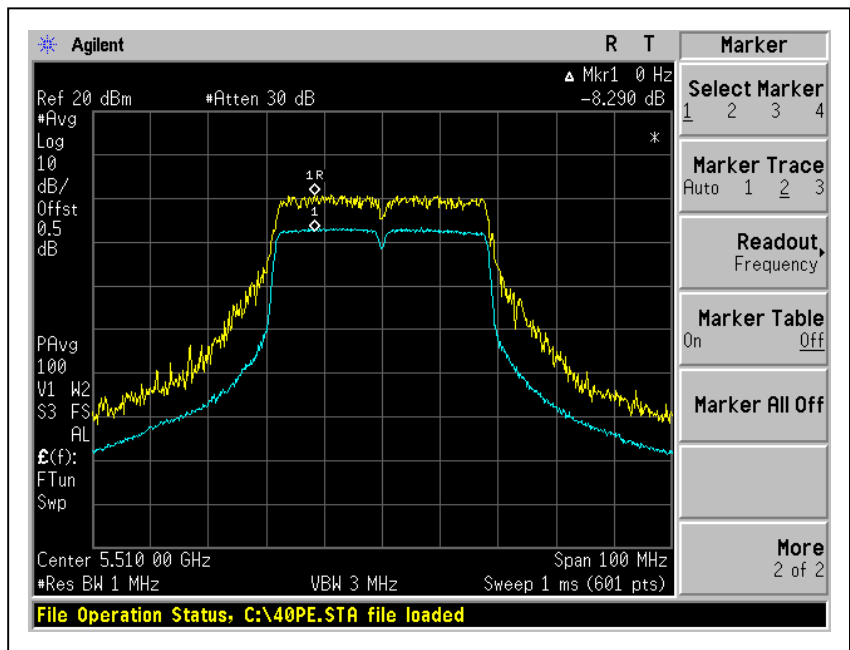 Agilent R T
Δ Mkr1 0 Hz
Ref 20 dBm #Atten 30 dB -8.290 dB
#Avg
Log
10
dB/
Offst
0.5
dB
*
1R
1
PAvg
100
V1 W2
S3 FS
AL
£(f):
FTun
Swp
Center 5.510 00 GHz Span 100 MHz
#Res BW 1 MHz VBW 3 MHz Sweep 1 ms (601 pts)
File Operation Status, C:\40PE.STA file loaded
Marker
Select Marker
1 2 3 4
Marker Trace
Auto 1 2 3
Readout
Frequency
Marker Table
On Off
Marker All Off
More
2 of 2